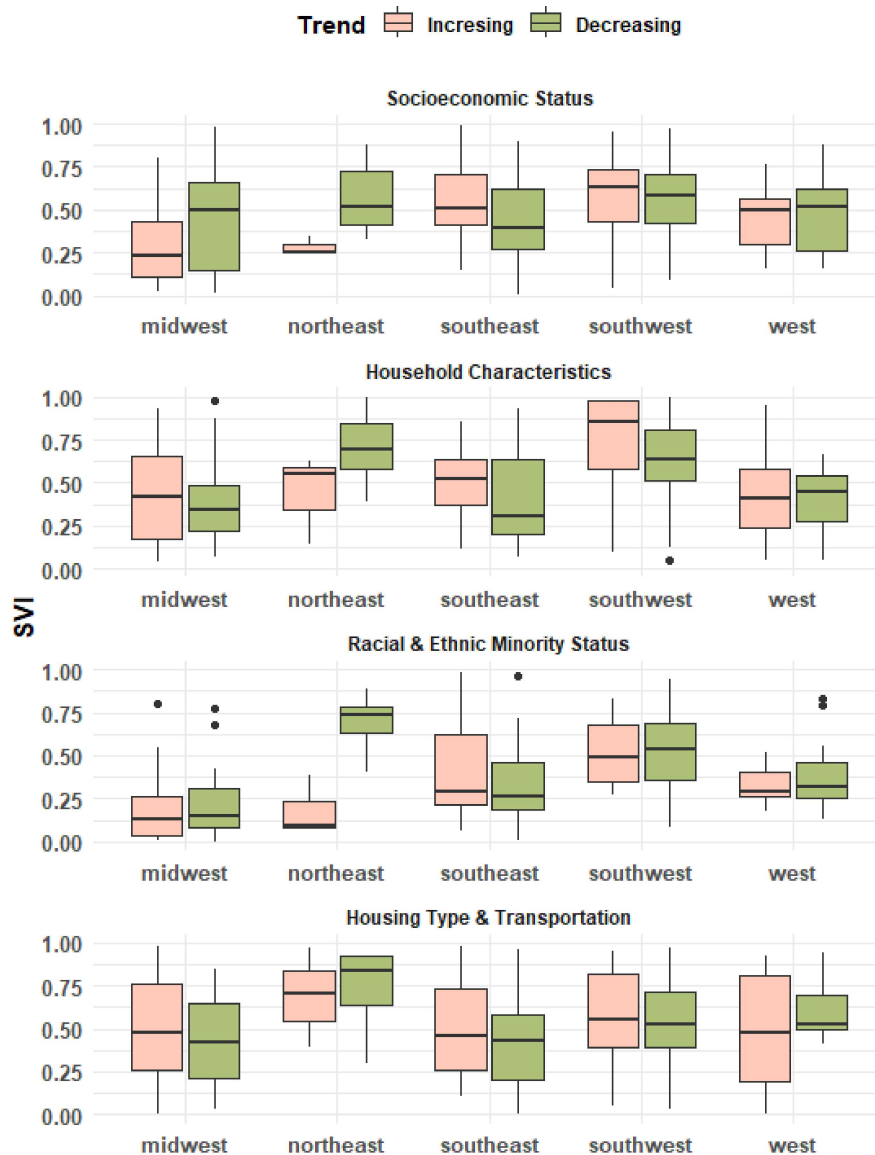 Trend Incresing Decreasing
Socioeconomic Status
1.00
0.75
0.50
0.25
0.00
midwest northeast southeast southwest west
Household Characteristics
1.00
0.75
0.50
0.25
0.00
midwest northeast southeast southwest west
SVI
Racial & Ethnic Minority Status
1.00
0.75
0.50
0.25
0.00
midwest northeast southeast southwest west
Housing Type & Transportation
1.00
0.75
0.50
0.25
0.00
midwest northeast southeast southwest west